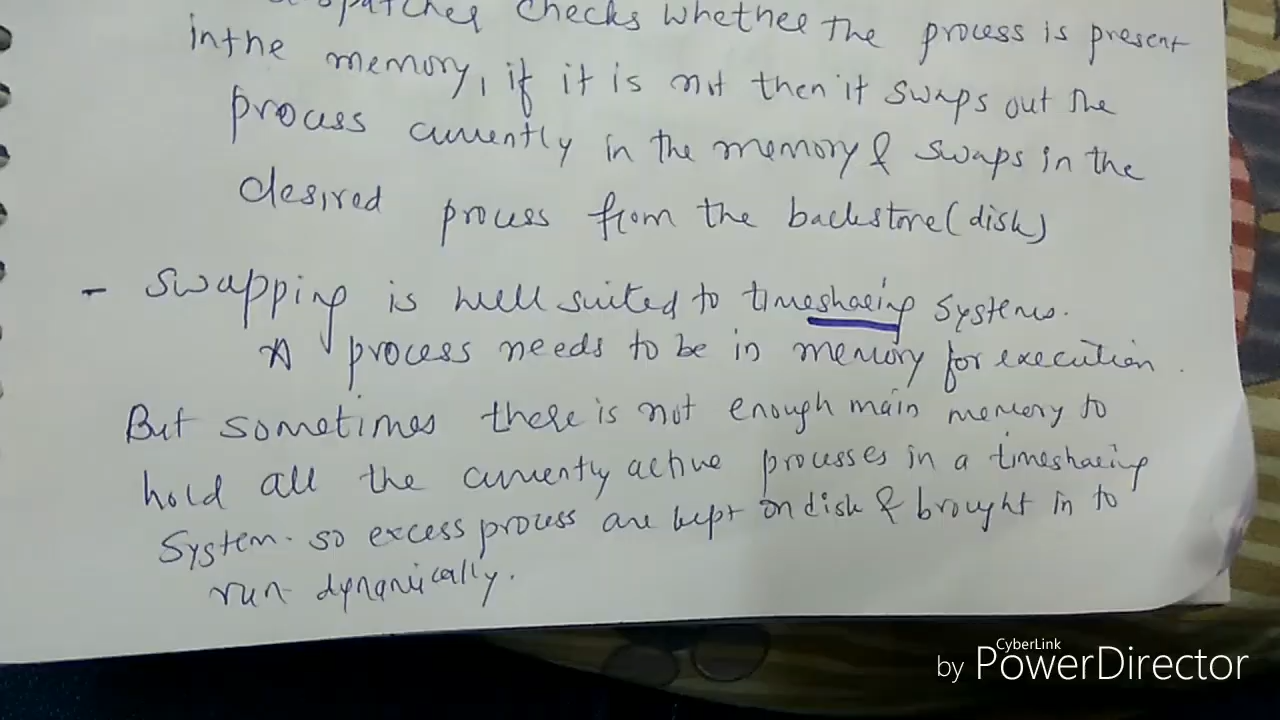 dispatcher checks whether the process is present
in the memory, if it is not then it swaps out the
process currently in the memory & swaps in the
desired process from the backstore (disk)
- Swapping is well suited to timesharing systems.
A process needs to be in memory for execution.
But sometimes there is not enough main memory to
hold all the currently active processes in a timesharing
System. so excess process are kept on disk & brought in to
run dynamically.
CyberLink
by PowerDirector